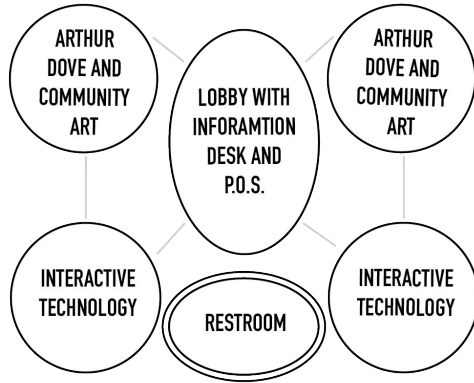 ARTHUR
DOVE AND
COMMUNITY
ART
LOBBY WITH
INFORAMTION
DESK AND
P.O.S.
ARTHUR
DOVE AND
COMMUNITY
ART
INTERACTIVE
TECHNOLOGY
RESTROOM
INTERACTIVE
TECHNOLOGY